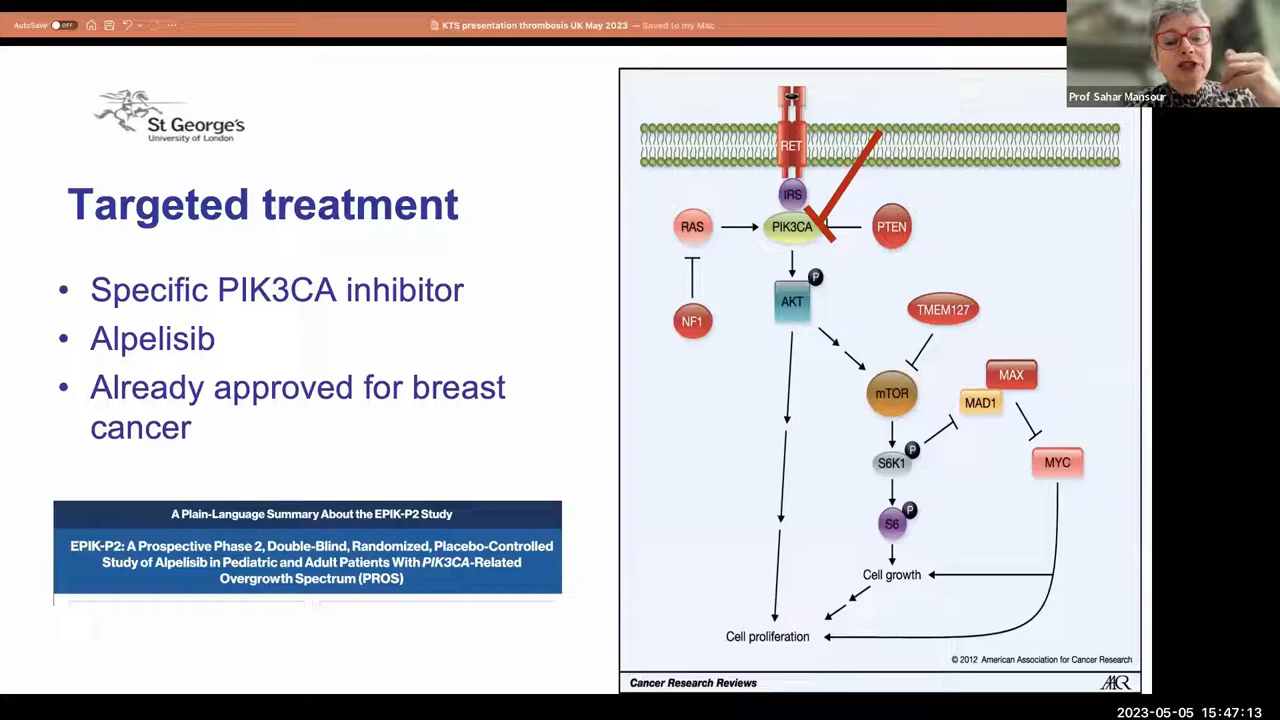 AutoSave OFF
KTS presentation thrombosis UK May 2023 — Saved to my Mac
Prof Sahar Mansour
St George's
University of London
Targeted treatment
• Specific PIK3CA inhibitor
• Alpelisib
• Already approved for breast
cancer
A Plain-Language Summary About the EPIK-P2 Study
EPIK-P2: A Prospective Phase 2, Double-Blind, Randomized, Placebo-Controlled
Study of Alpelisib in Pediatric and Adult Patients With PIK3CA-Related
Overgrowth Spectrum (PROS)
RET
IRS
RAS
PIK3CA
PTEN
P
AKT
NF1
TMEM127
mTOR
MAX
MAD1
P
S6K1
MYC
P
S6
Cell growth
Cell proliferation
© 2012 American Association for Cancer Research
Cancer Research Reviews
AACR
2023-05-05 15:47:13